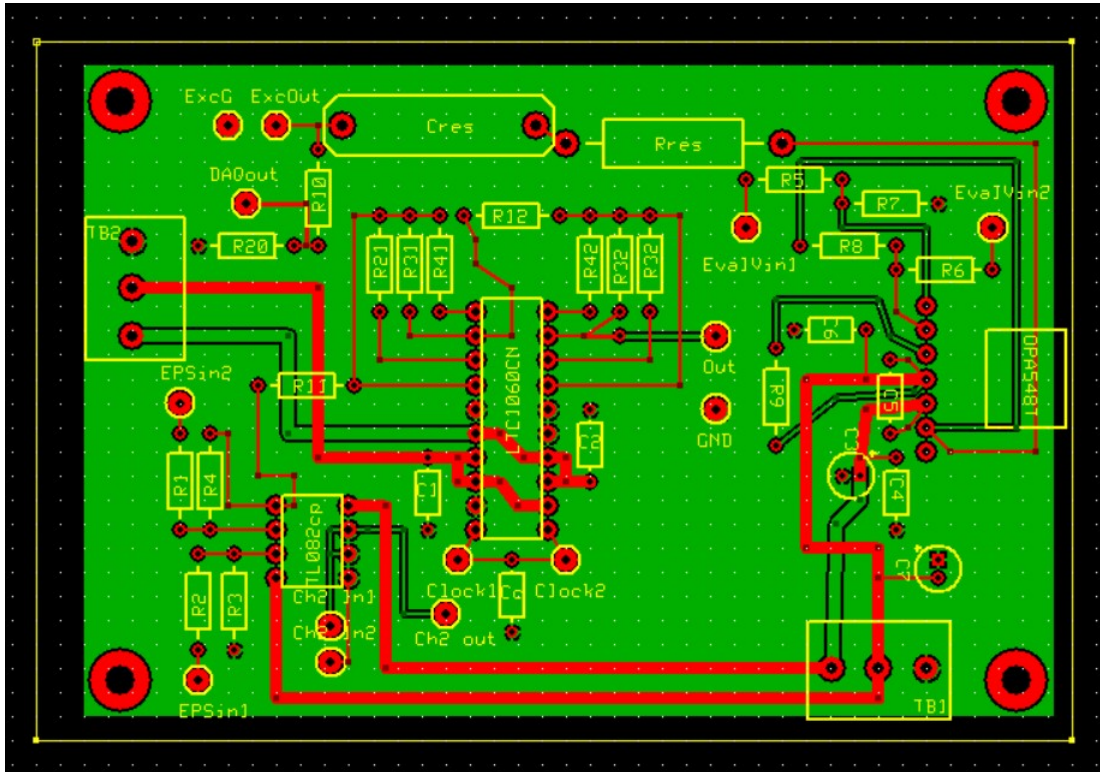 ExcG ExcOut
Cres
Rres
DAQout
R10
R5
R7
EvalVin2
TB2
R20
R12
R8
EvalVin1
R6
R21
R31
R41
R42
R32
R32
C6
OPA548T
Out
EPSin2
R11
LTC1060CN
R9
C5
GND
C3
C2
R1
R4
C1
C4
TL082cp
C7
R2
R3
Ch2 in1
Clock1
Clock2
Ch2 in2
Ch2 out
EPSin1
TB1